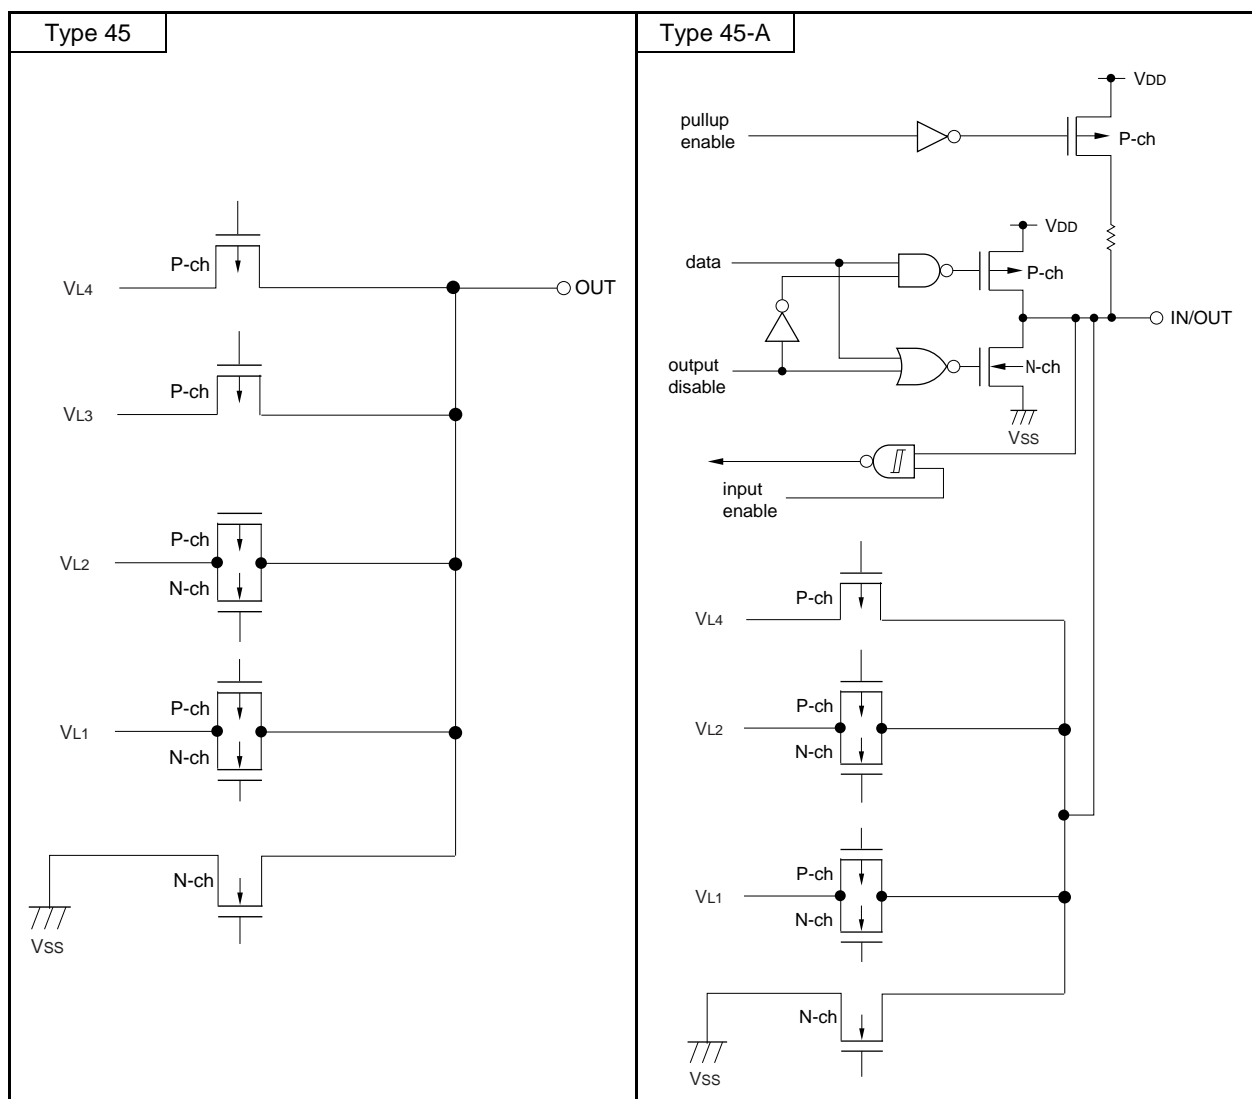 Type 45
P-ch
VL4
OUT
P-ch
VL3
P-ch
VL2
N-ch
P-ch
VL1
N-ch
N-ch
VSS
Type 45-A
VDD
pullup
enable
P-ch
VDD
data
P-ch
IN/OUT
output
disable
N-ch
VSS
input
enable
P-ch
VL4
P-ch
VL2
N-ch
P-ch
VL1
N-ch
N-ch
VSS